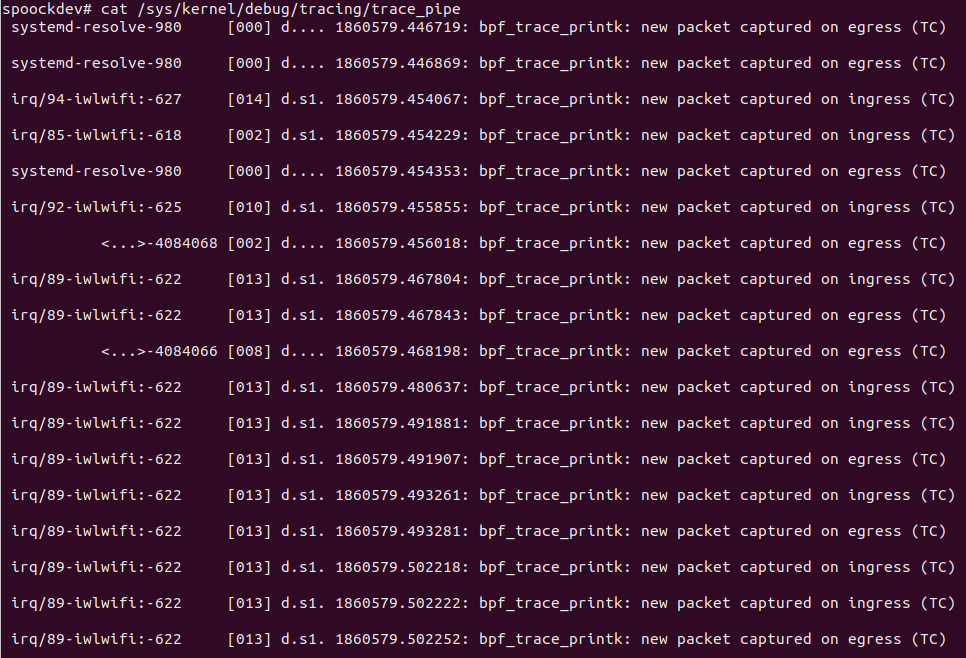 spoockdev# cat /sys/kernel/debug/tracing/trace_pipe
systemd-resolve-980     [000] d.... 1860579.446719: bpf_trace_printk: new packet captured on egress (TC)
systemd-resolve-980     [000] d.... 1860579.446869: bpf_trace_printk: new packet captured on egress (TC)
irq/94-iwlwifi:-627     [014] d.s1. 1860579.454067: bpf_trace_printk: new packet captured on ingress (TC)
irq/85-iwlwifi:-618     [002] d.s1. 1860579.454229: bpf_trace_printk: new packet captured on ingress (TC)
systemd-resolve-980     [000] d.... 1860579.454353: bpf_trace_printk: new packet captured on egress (TC)
irq/92-iwlwifi:-625     [010] d.s1. 1860579.455855: bpf_trace_printk: new packet captured on ingress (TC)
<...>-4084068 [002] d.... 1860579.456018: bpf_trace_printk: new packet captured on egress (TC)
irq/89-iwlwifi:-622     [013] d.s1. 1860579.467804: bpf_trace_printk: new packet captured on ingress (TC)
irq/89-iwlwifi:-622     [013] d.s1. 1860579.467843: bpf_trace_printk: new packet captured on egress (TC)
<...>-4084066 [008] d.... 1860579.468198: bpf_trace_printk: new packet captured on egress (TC)
irq/89-iwlwifi:-622     [013] d.s1. 1860579.480637: bpf_trace_printk: new packet captured on ingress (TC)
irq/89-iwlwifi:-622     [013] d.s1. 1860579.491881: bpf_trace_printk: new packet captured on ingress (TC)
irq/89-iwlwifi:-622     [013] d.s1. 1860579.491907: bpf_trace_printk: new packet captured on egress (TC)
irq/89-iwlwifi:-622     [013] d.s1. 1860579.493261: bpf_trace_printk: new packet captured on ingress (TC)
irq/89-iwlwifi:-622     [013] d.s1. 1860579.493281: bpf_trace_printk: new packet captured on egress (TC)
irq/89-iwlwifi:-622     [013] d.s1. 1860579.502218: bpf_trace_printk: new packet captured on ingress (TC)
irq/89-iwlwifi:-622     [013] d.s1. 1860579.502222: bpf_trace_printk: new packet captured on ingress (TC)
irq/89-iwlwifi:-622     [013] d.s1. 1860579.502252: bpf_trace_printk: new packet captured on egress (TC)